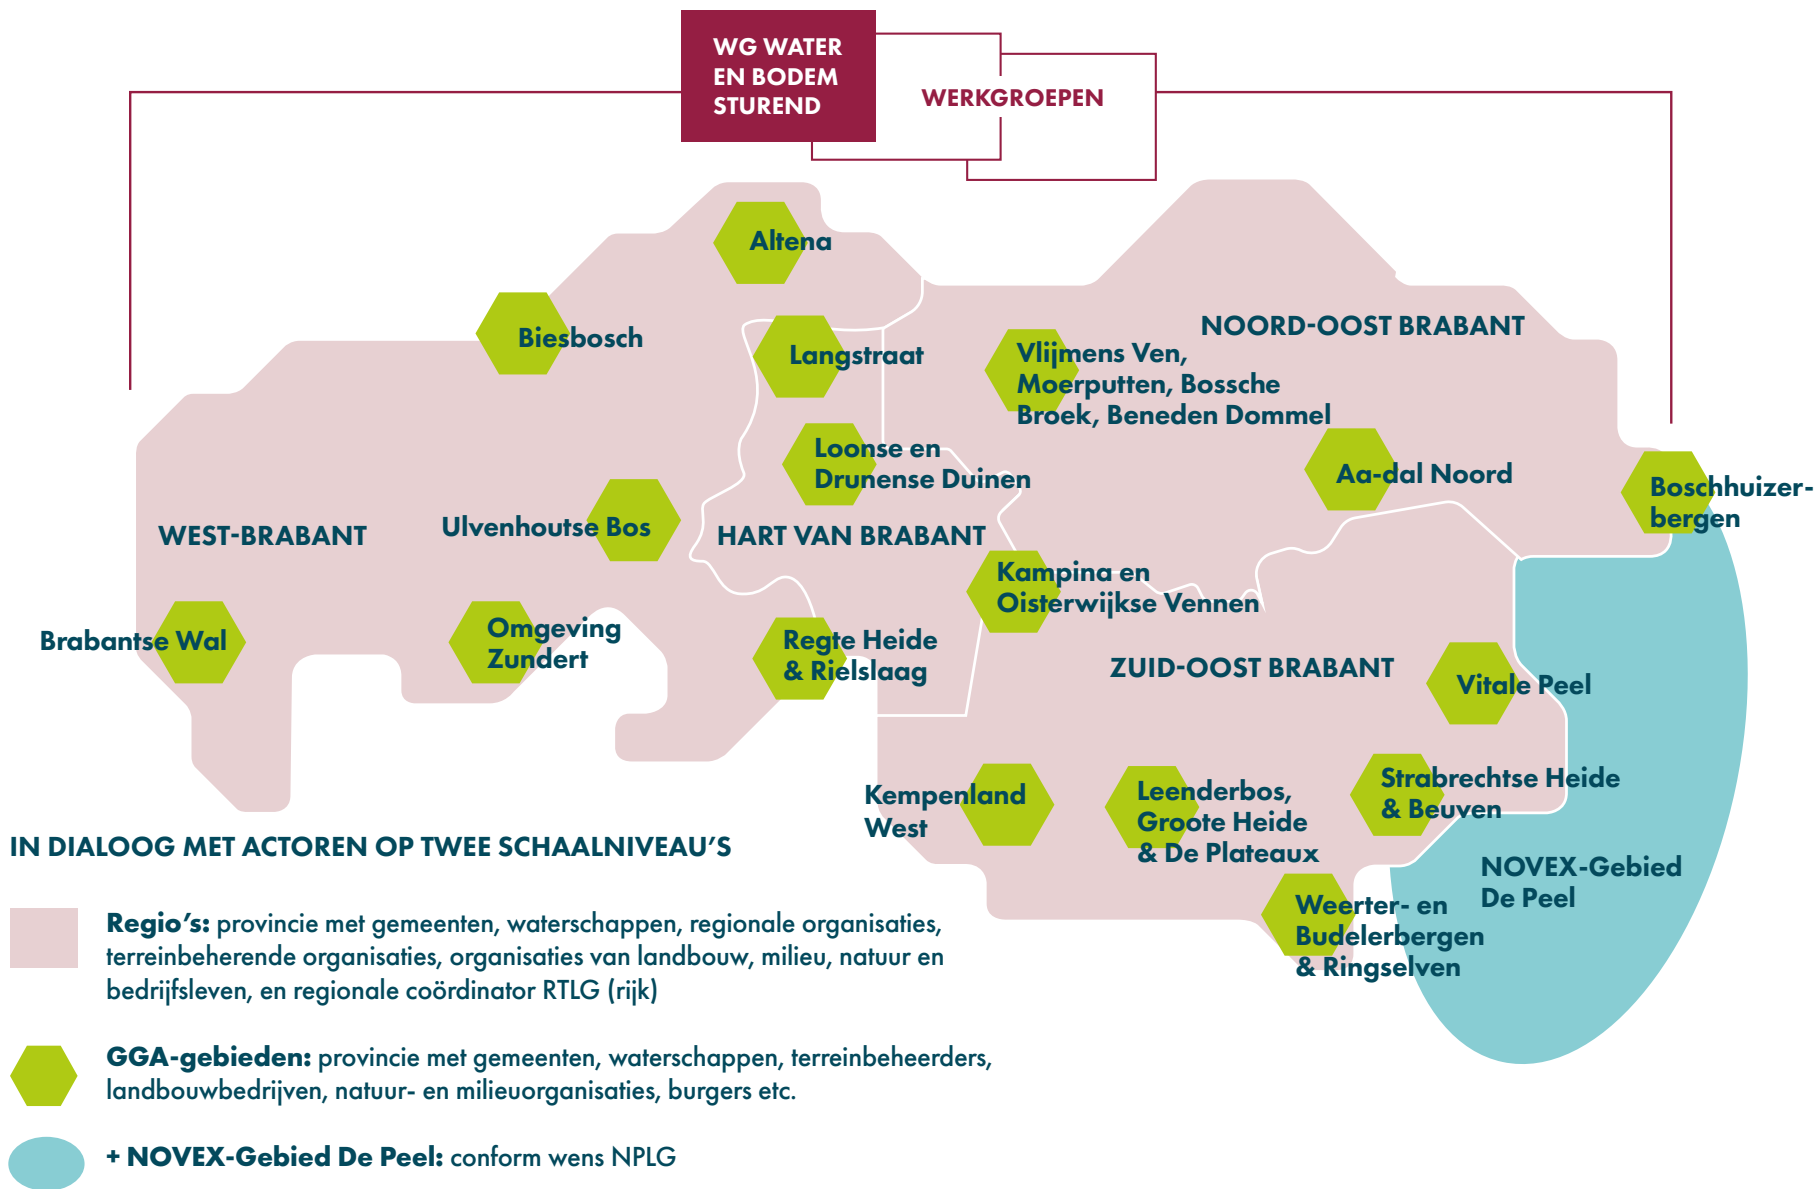 WG WATER
EN BODEM
STUREND
WERKGROEPEN
Altena
Biesbosch
Langstraat
NOORD-OOST BRABANT
Vlijmens Ven,
Moerputten, Bossche
Broek, Beneden Dommel
Loonse en
Drunense Duinen
Aa-dal Noord
Boschhuizer-
bergen
WEST-BRABANT
Ulvenhoutse Bos
HART VAN BRABANT
Kampina en
Oisterwijkse Vennen
Brabantse Wal
Omgeving
Zundert
Regte Heide
& Rielslaag
ZUID-OOST BRABANT
Vitale Peel
Kempenland
West
Leenderbos,
Groote Heide
& De Plateaux
Strabrechtse Heide
& Beuven
NOVEX-Gebied
De Peel
Weerter- en
Budelerbergen
& Ringselven
IN DIALOOG MET ACTOREN OP TWEE SCHAALNIVEAU'S
Regio's: provincie met gemeenten, waterschappen, regionale organisaties,
terreinbeherende organisaties, organisaties van landbouw, milieu, natuur en
bedrijfsleven, en regionale coördinator RTLG (rijk)
GGA-gebieden: provincie met gemeenten, waterschappen, terreinbeheerders,
landbouwbedrijven, natuur- en milieuorganisaties, burgers etc.
+ NOVEX-Gebied De Peel: conform wens NPLG